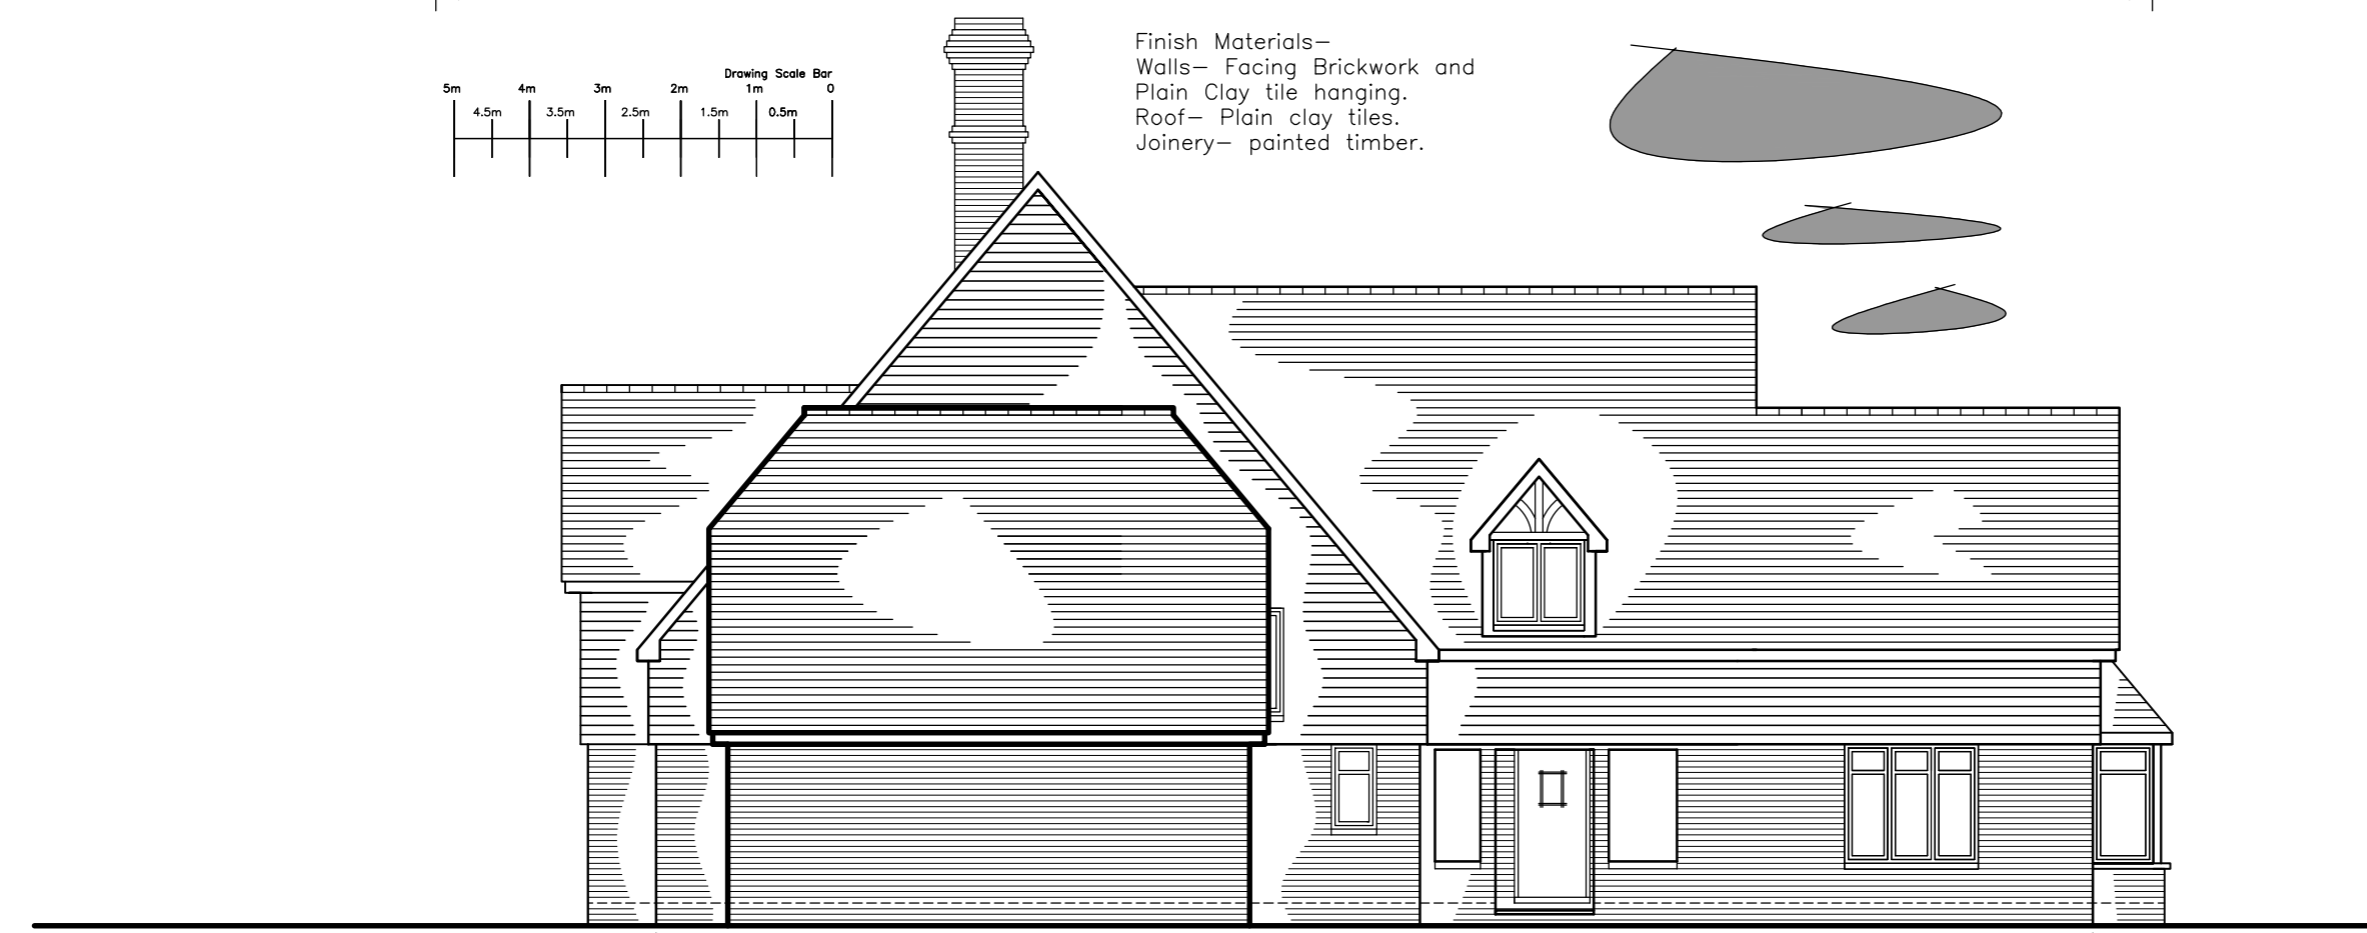 Drawing Scale Bar
5m 4m 3m 2m 1m 0
4.5m 3.5m 2.5m 1.5m 0.5m
Finish Materials—
Walls— Facing Brickwork and
Plain Clay tile hanging.
Roof— Plain clay tiles.
Joinery— painted timber.